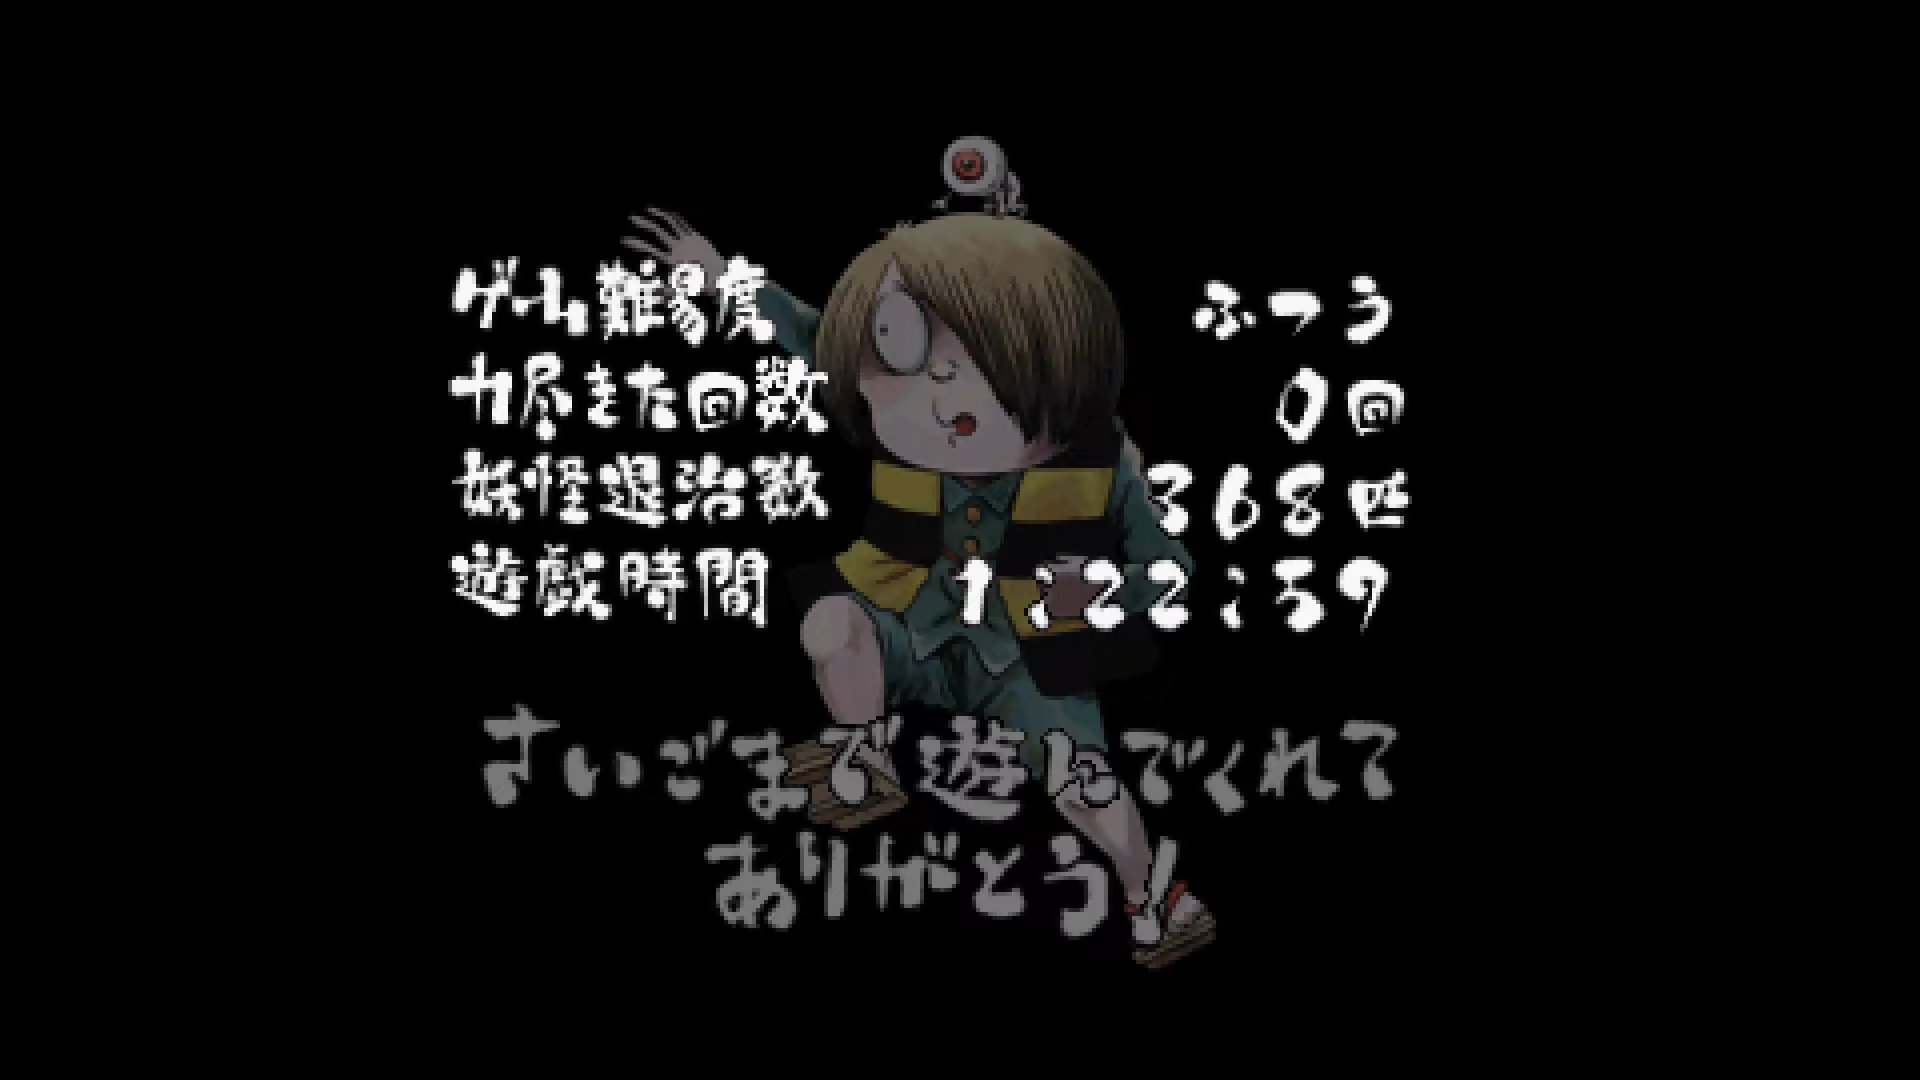 ゲーム難易度 ふつう
力尽きた回数 0回
妖怪退治数 368匹
遊戯時間 1:22:59
さいごまで遊んでくれて
ありがとう!